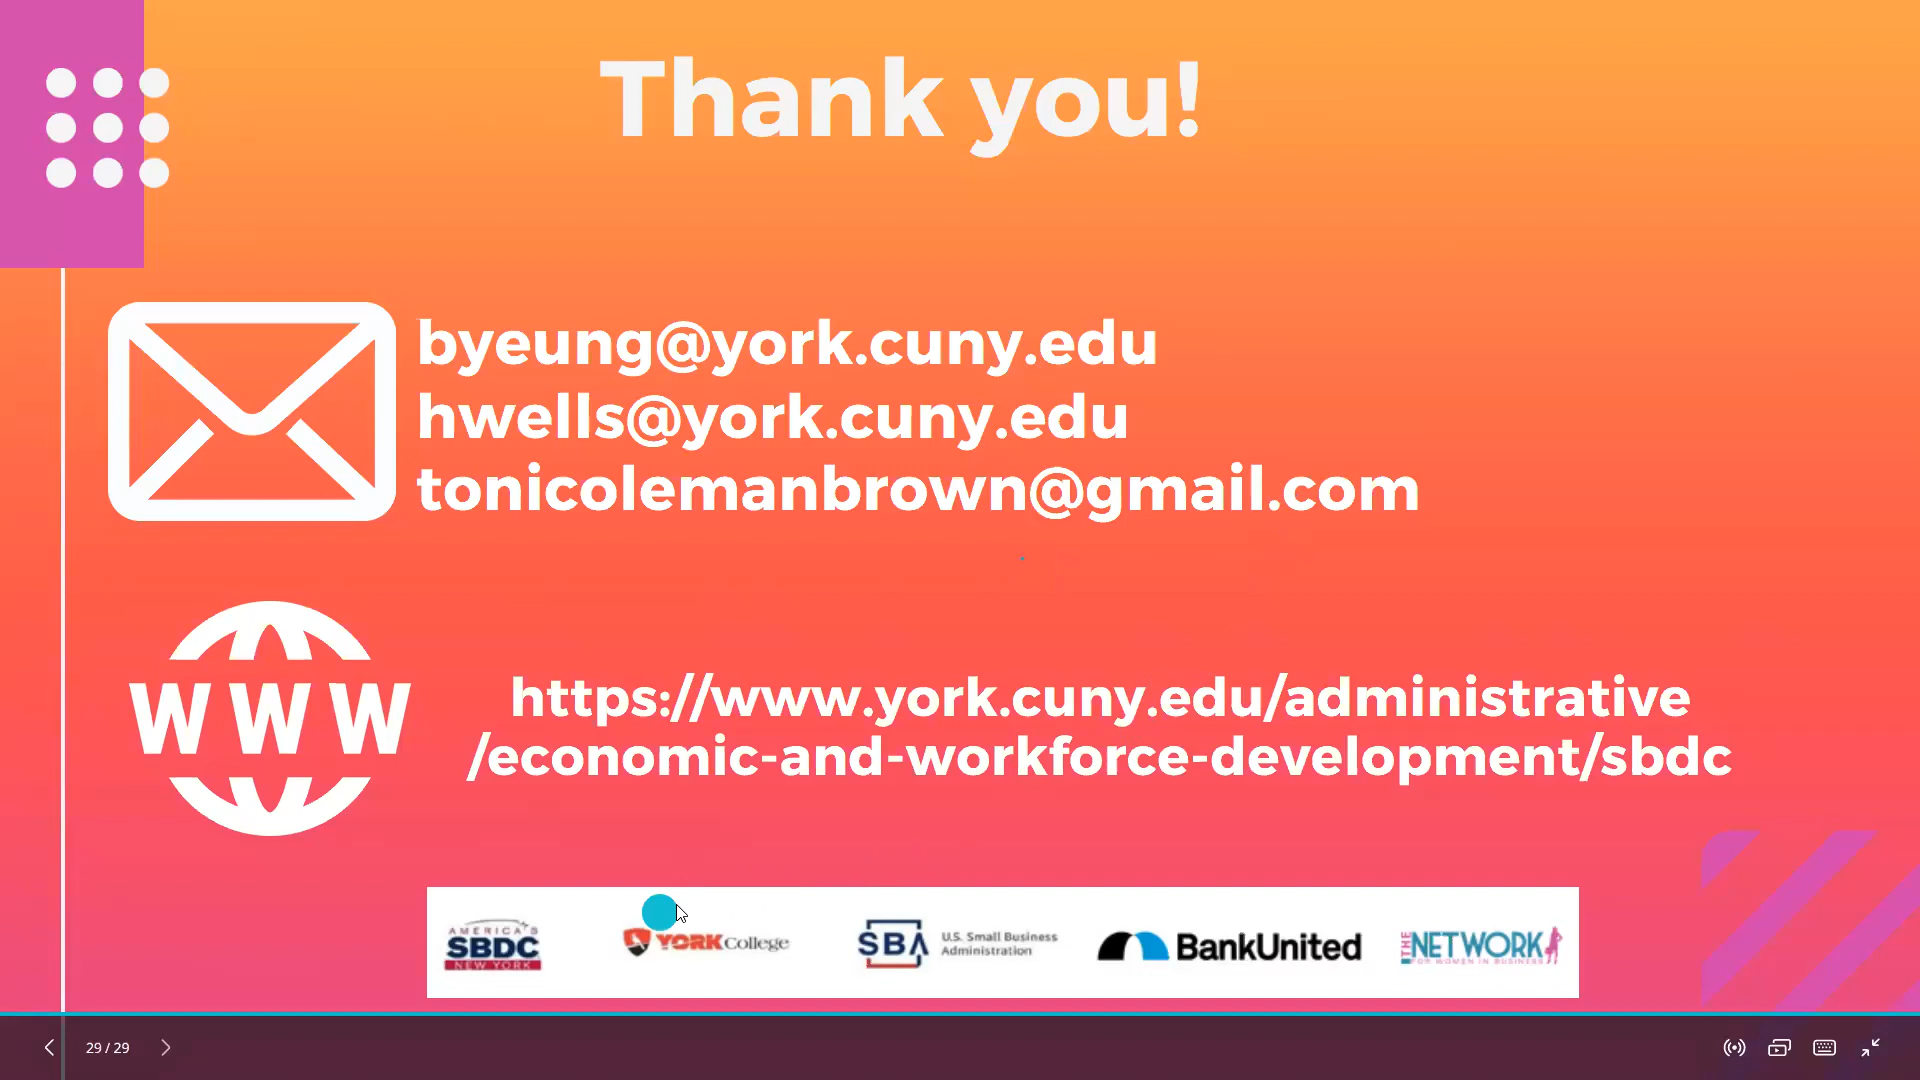 Thank you!
byeung@york.cuny.edu
hwells@york.cuny.edu
tonicolemanbrown@gmail.com
WWW
https://www.york.cuny.edu/administrative
/economic-and-workforce-development/sbdc
AMERICA'S
SBDC
NEW YORK
YORK College
SBA
U.S. Small Business
Administration
BankUnited
THE
NETWORK
FOR WOMEN IN BUSINESS
29 / 29